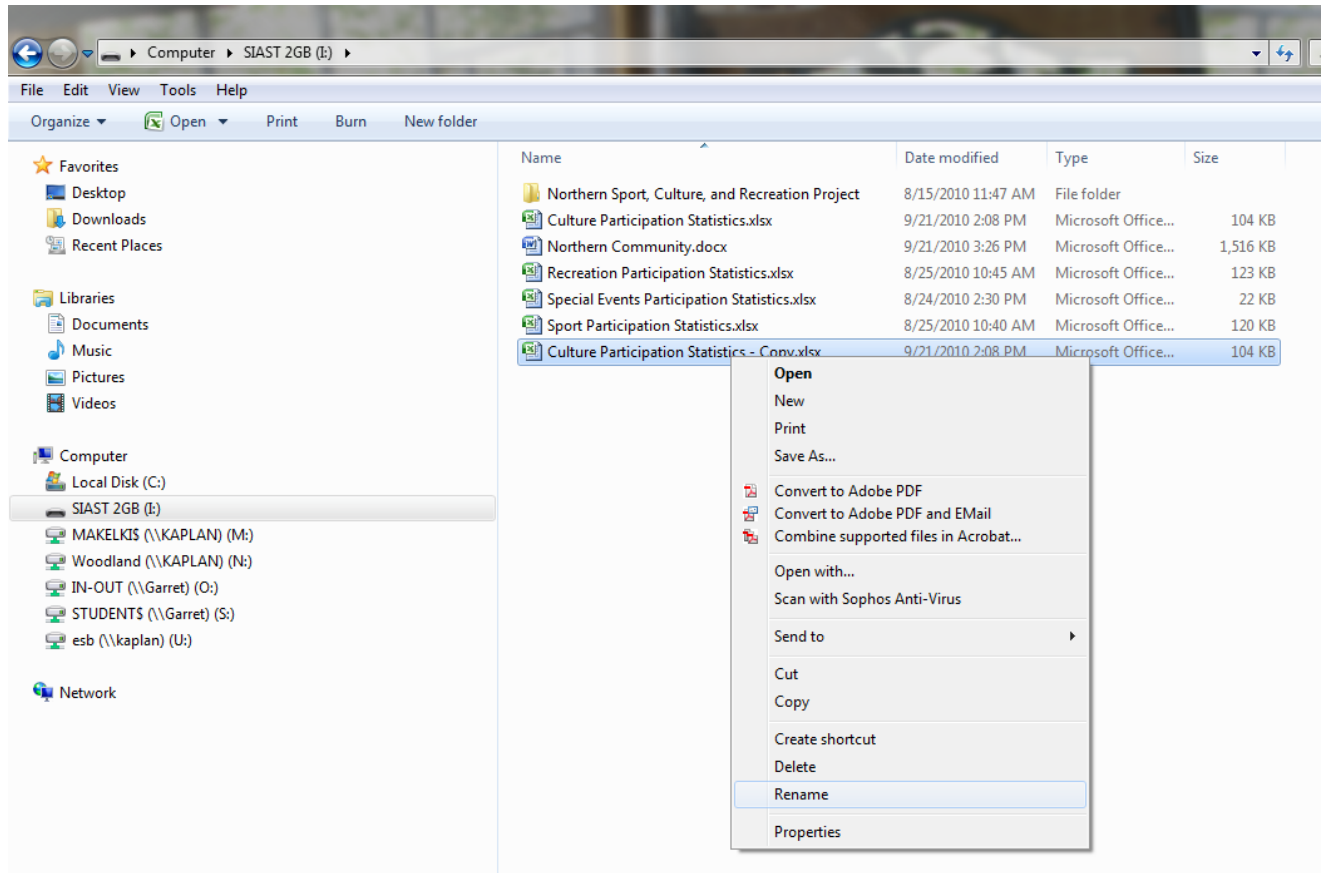 Computer SIAST 2GB (I:)
File Edit View Tools Help
Organize Open Print Burn New folder
Favorites
Desktop
Downloads
Recent Places
Libraries
Documents
Music
Pictures
Videos
Computer
Local Disk (C:)
SIAST 2GB (I:)
MAKELKI$ (\\KAPLAN) (M:)
Woodland (\\KAPLAN) (N:)
IN-OUT (\\Garret) (O:)
STUDENT$ (\\Garret) (S:)
esb (\\kaplan) (U:)
Network
Name Date modified Type Size
Northern Sport, Culture, and Recreation Project 8/15/2010 11:47 AM File folder
Culture Participation Statistics.xlsx 9/21/2010 2:08 PM Microsoft Office... 104 KB
Northern Community.docx 9/21/2010 3:26 PM Microsoft Office... 1,516 KB
Recreation Participation Statistics.xlsx 8/25/2010 10:45 AM Microsoft Office... 123 KB
Special Events Participation Statistics.xlsx 8/24/2010 2:30 PM Microsoft Office... 22 KB
Sport Participation Statistics.xlsx 8/25/2010 10:40 AM Microsoft Office... 120 KB
Culture Participation Statistics - Copy.xlsx 9/21/2010 2:08 PM Microsoft Office... 104 KB
Open
New
Print
Save As...
Convert to Adobe PDF
Convert to Adobe PDF and EMail
Combine supported files in Acrobat...
Open with...
Scan with Sophos Anti-Virus
Send to
Cut
Copy
Create shortcut
Delete
Rename
Properties